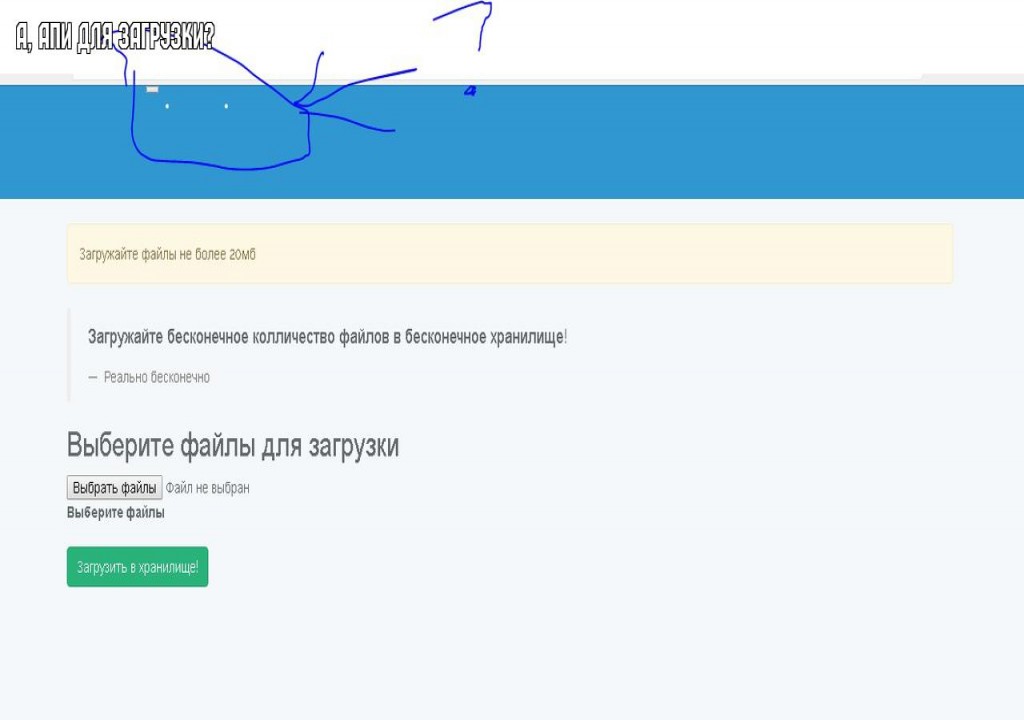 А, АПИ ДЛЯ ЗАГРУЗКИ?
Загружайте файлы не более 20мб
Загружайте бесконечное колличество файлов в бесконечное хранилище!
— Реально бесконечно
Выберите файлы для загрузки
Выбрать файлы Файл не выбран
Выберите файлы
Загрузить в хранилище!